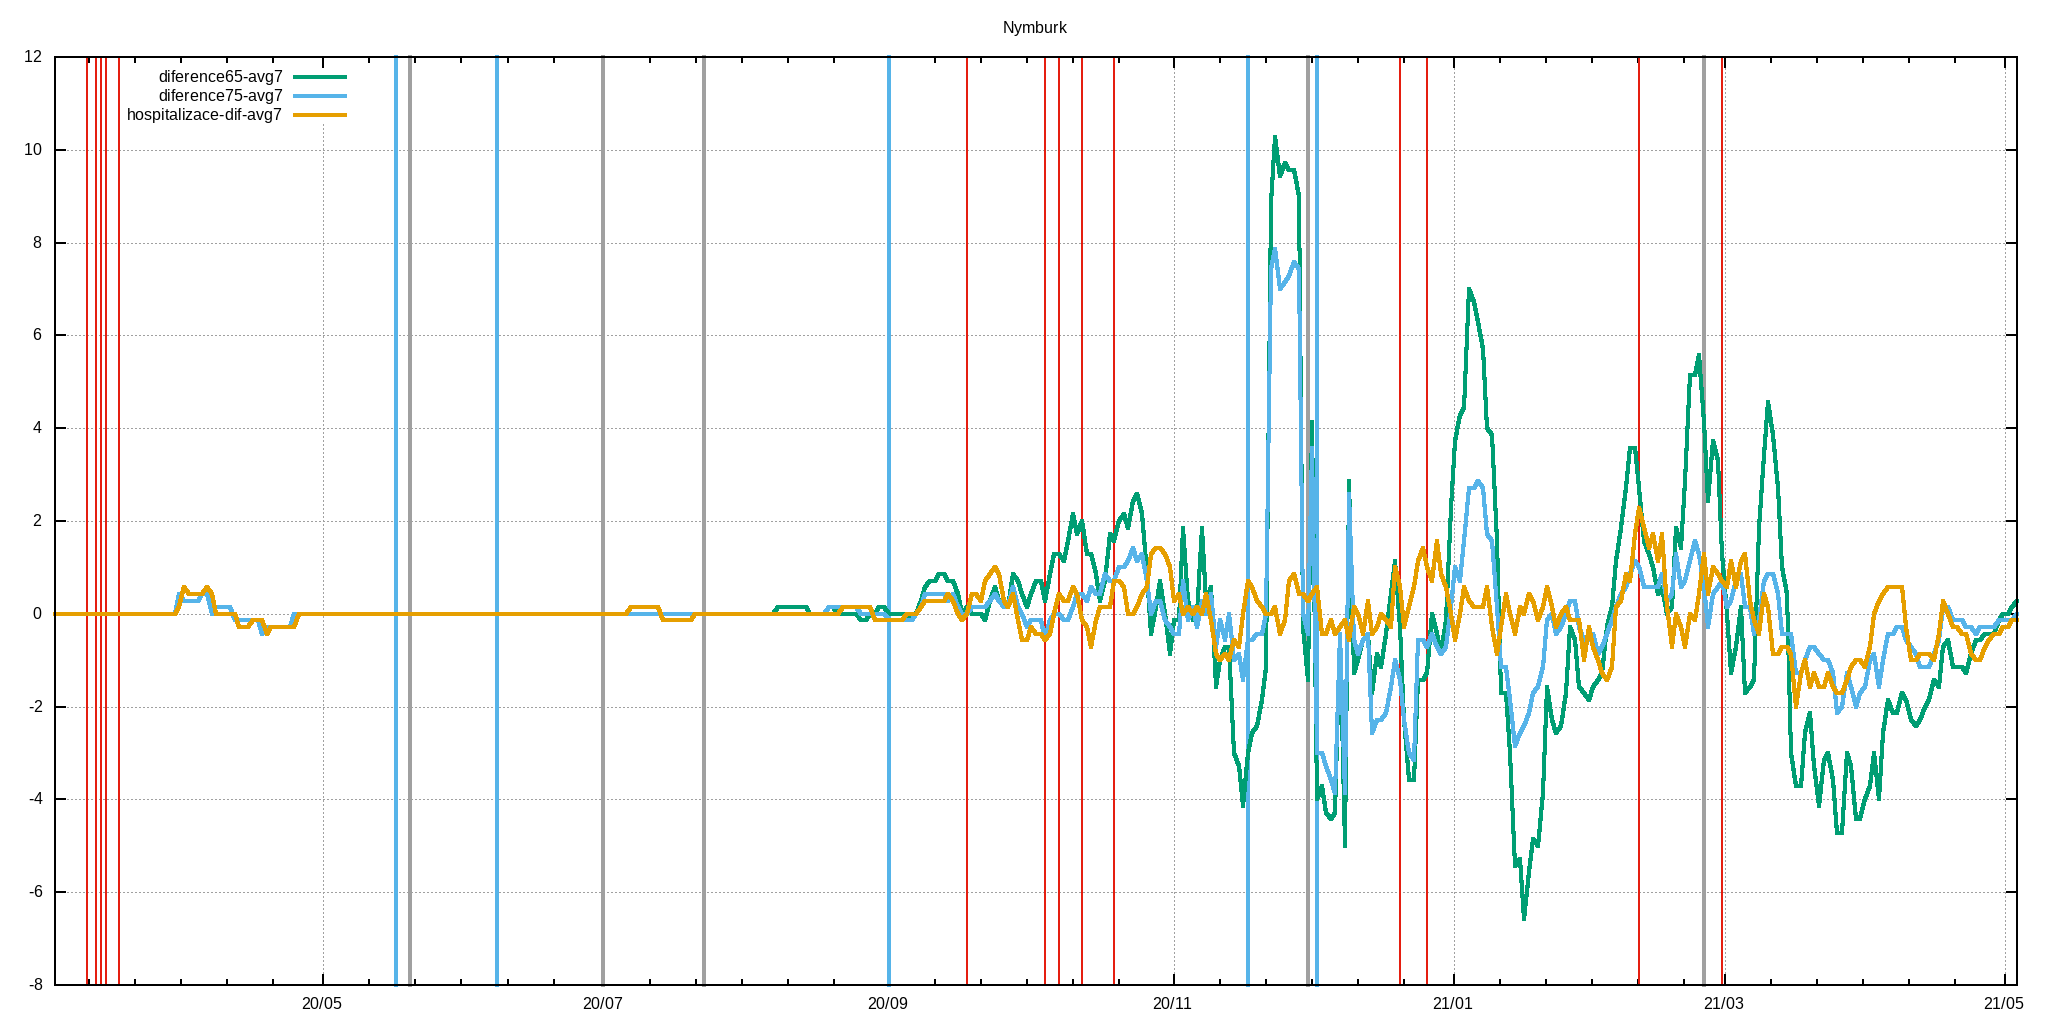 Nymburk
12
diference65-avg7
diference75-avg7
hospitalizace-dif-avg7
10
8
6
4
2
0
-2
-4
-6
-8
20/05 20/07 20/09 20/11 21/01 21/03 21/05